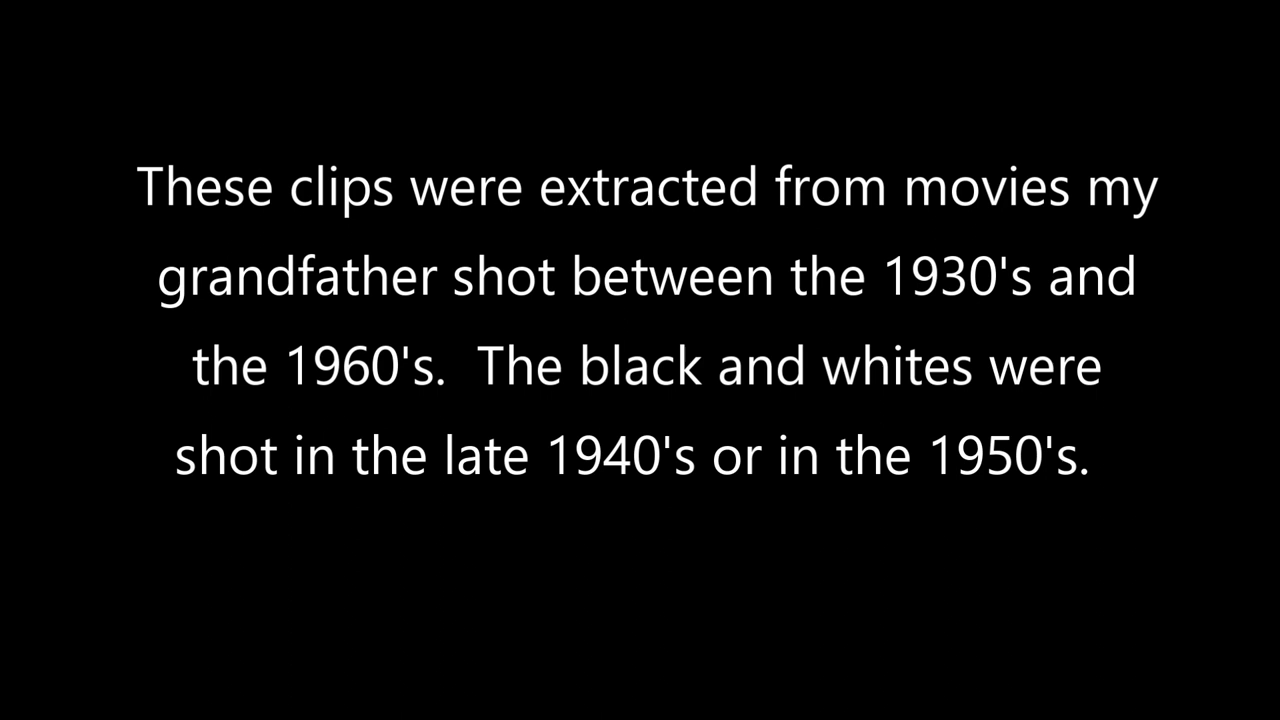 These clips were extracted from movies my
grandfather shot between the 1930's and
the 1960's.  The black and whites were
shot in the late 1940's or in the 1950's.